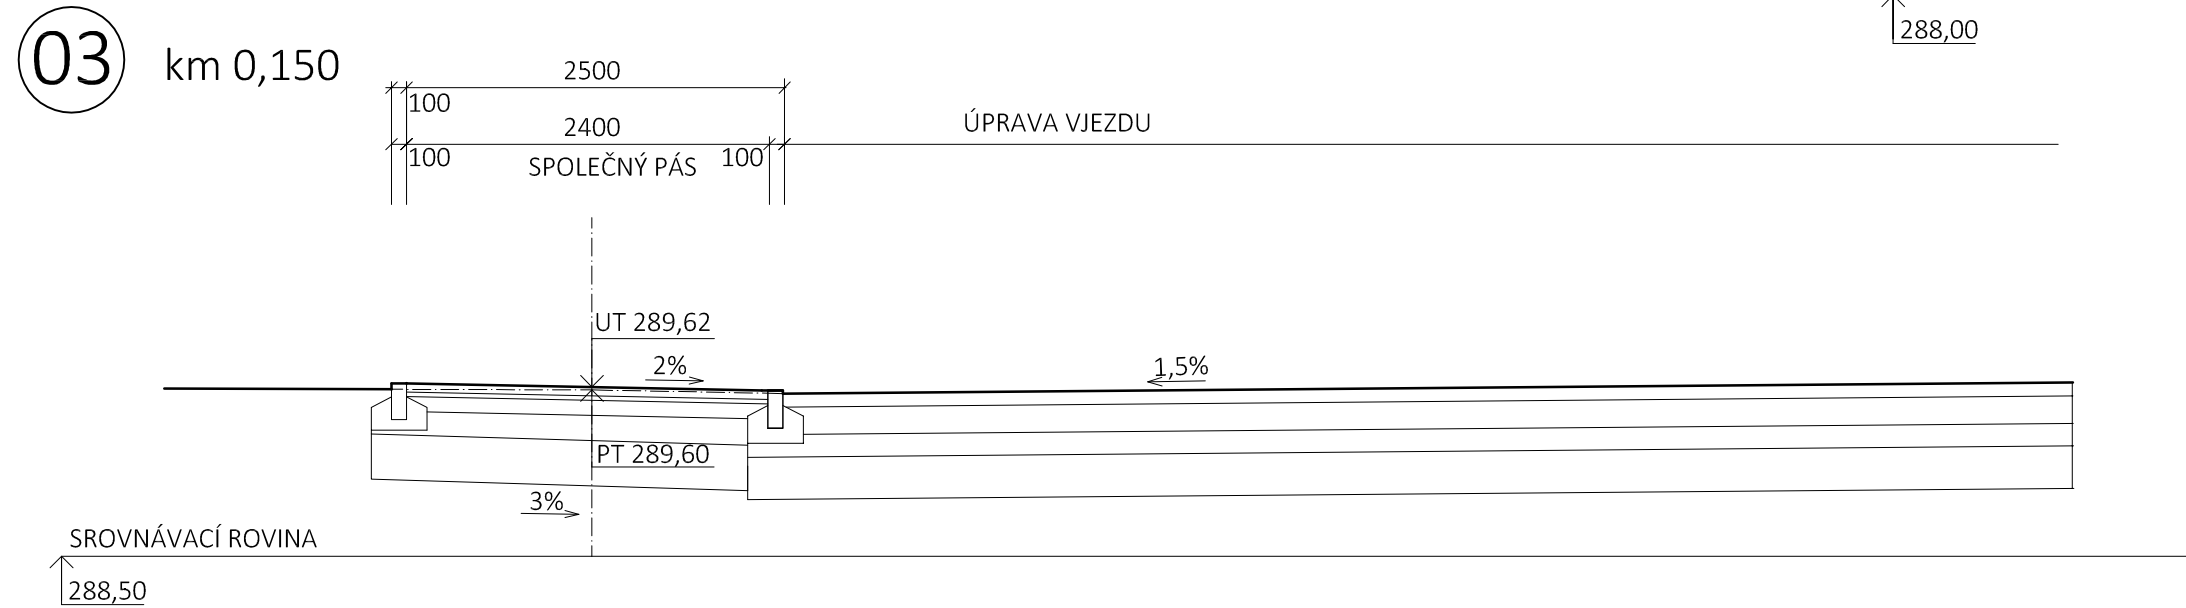 288,00
03
km 0,150
2500
100
2400
ÚPRAVA VJEZDU
100
100
SPOLEČNÝ PÁS
UT 289,62
2%
1,5%
PT 289,60
3%
SROVNÁVACÍ ROVINA
288,50